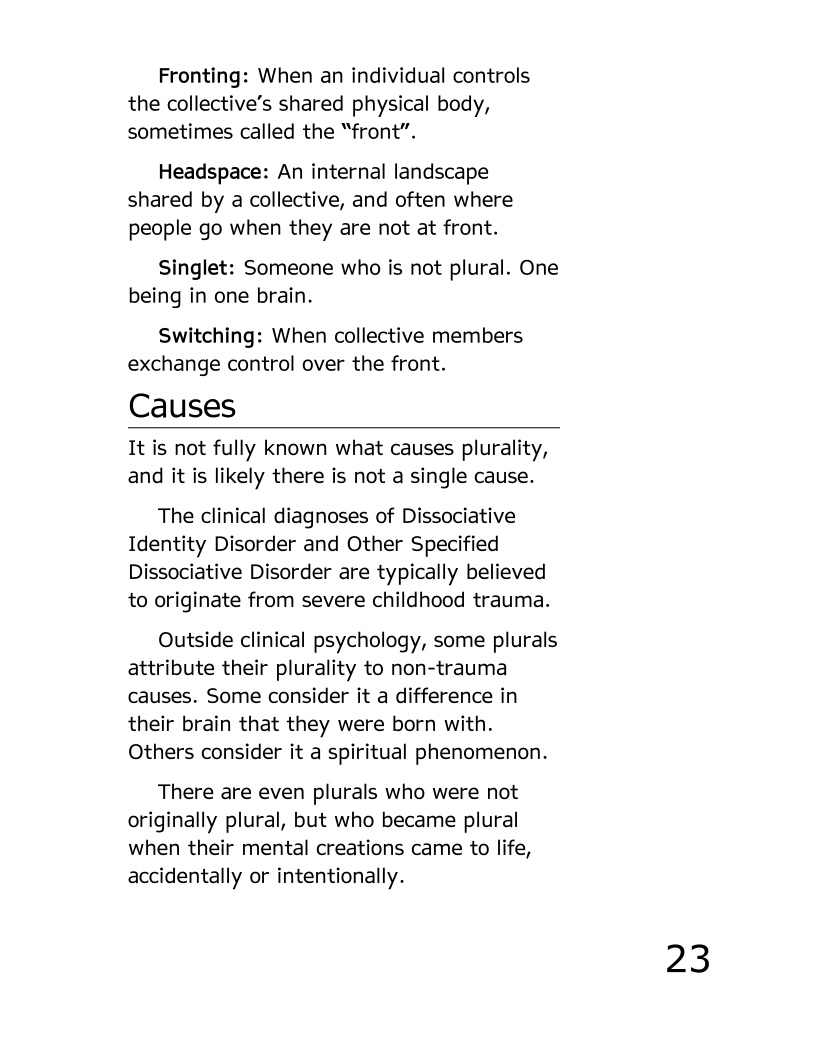 Fronting: When an individual controls
the collective’s shared physical body,
sometimes called the “front”.
Headspace: An internal landscape
shared by a collective, and often where
people go when they are not at front.
Singlet: Someone who is not plural. One
being in one brain.
Switching: When collective members
exchange control over the front.
Causes
It is not fully known what causes plurality,
and it is likely there is not a single cause.
The clinical diagnoses of Dissociative
Identity Disorder and Other Specified
Dissociative Disorder are typically believed
to originate from severe childhood trauma.
Outside clinical psychology, some plurals
attribute their plurality to non-trauma
causes. Some consider it a difference in
their brain that they were born with.
Others consider it a spiritual phenomenon.
There are even plurals who were not
originally plural, but who became plural
when their mental creations came to life,
accidentally or intentionally.
23